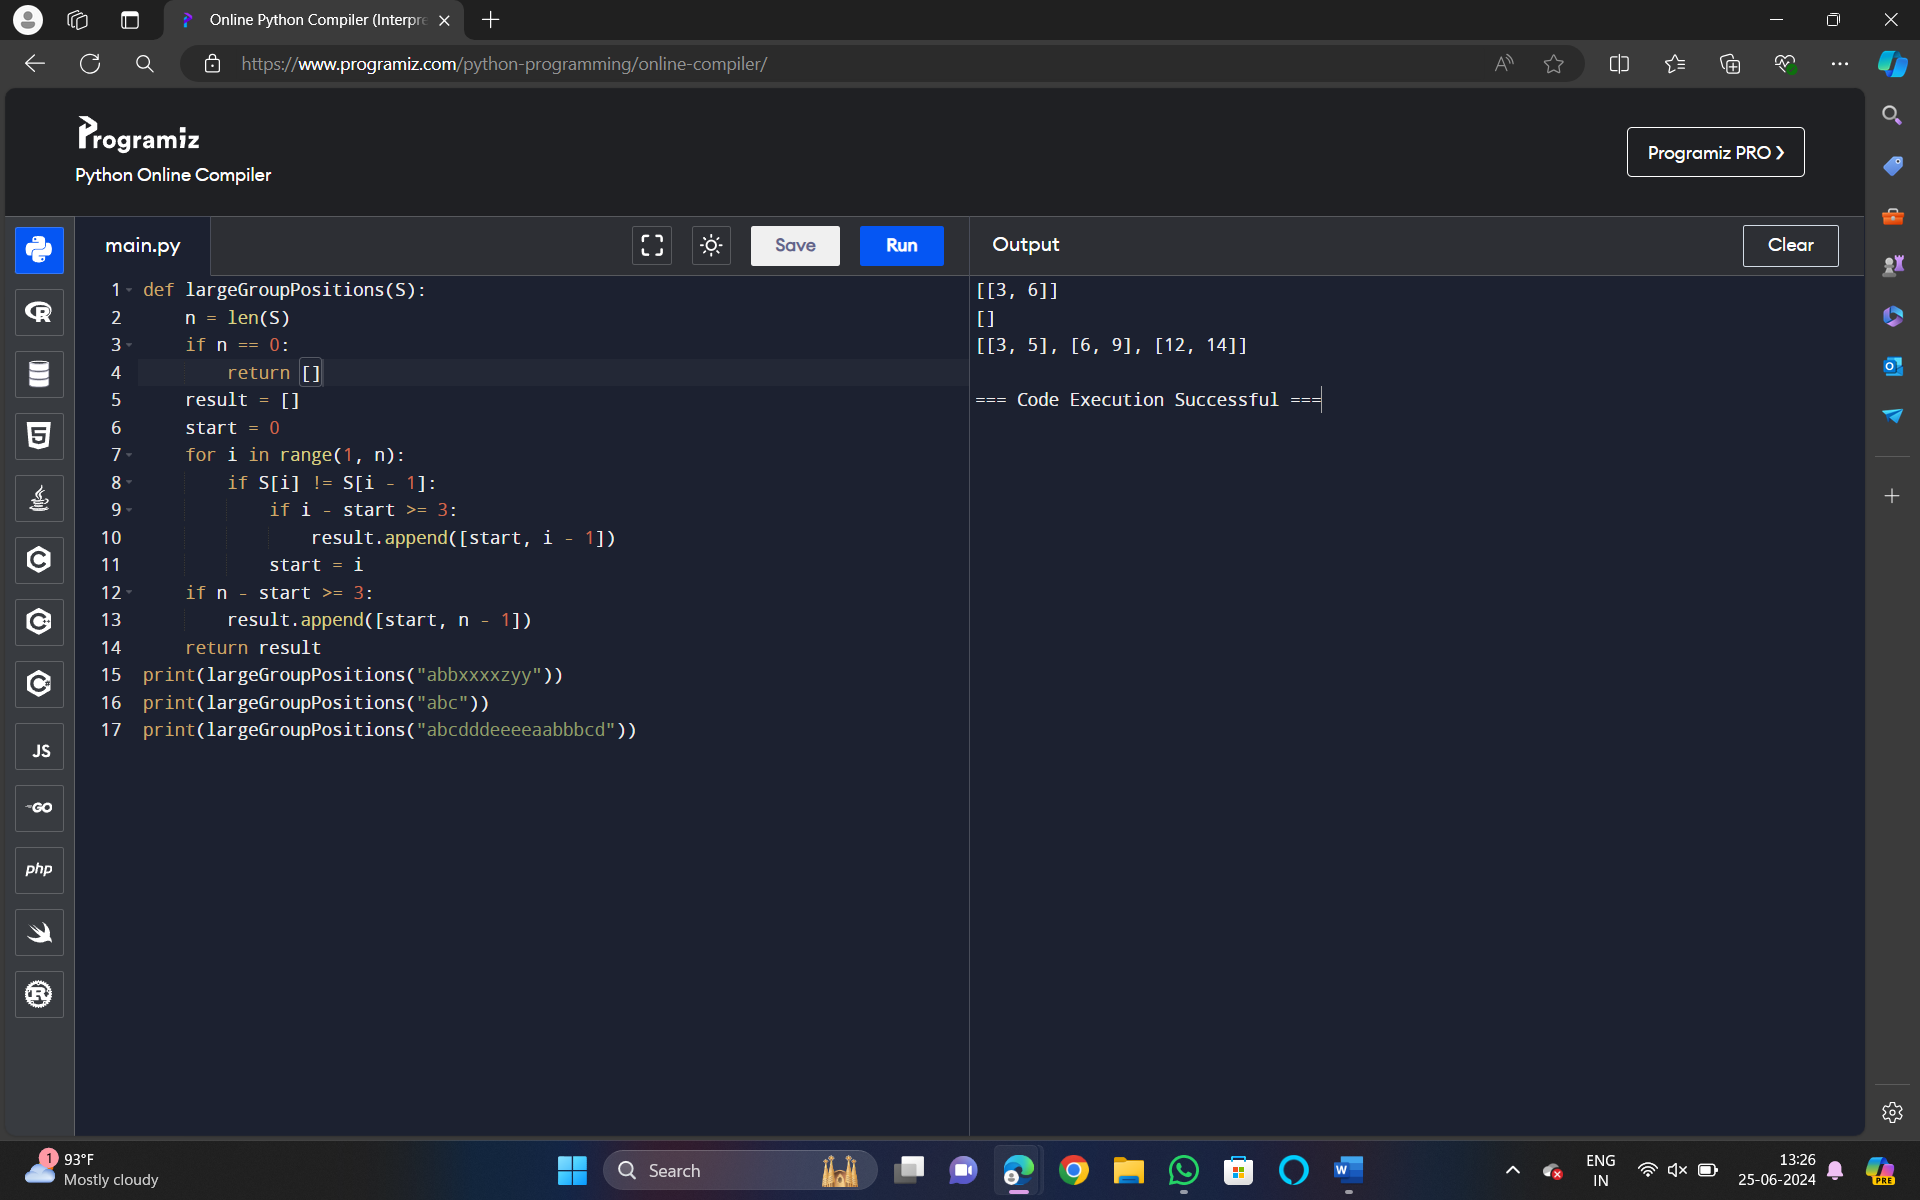 Online Python Compiler (Interpre
https://www.programiz.com/python-programming/online-compiler/
Programiz
Python Online Compiler
Programiz PRO ❯
main.py
Save
Run
Output
Clear
1 def largeGroupPositions(S):
2     n = len(S)
3     if n == 0:
4         return []
5     result = []
6     start = 0
7     for i in range(1, n):
8         if S[i] != S[i - 1]:
9             if i - start >= 3:
10                 result.append([start, i - 1])
11             start = i
12     if n - start >= 3:
13         result.append([start, n - 1])
14     return result
15 print(largeGroupPositions("abbxxxxzyy"))
16 print(largeGroupPositions("abc"))
17 print(largeGroupPositions("abcdddeeeeaabbbcd"))
[[3, 6]]
[]
[[3, 5], [6, 9], [12, 14]]
=== Code Execution Successful ===
JS
GO
php
1
93°F
Mostly cloudy
Search
ENG
IN
13:26
25-06-2024
PRE